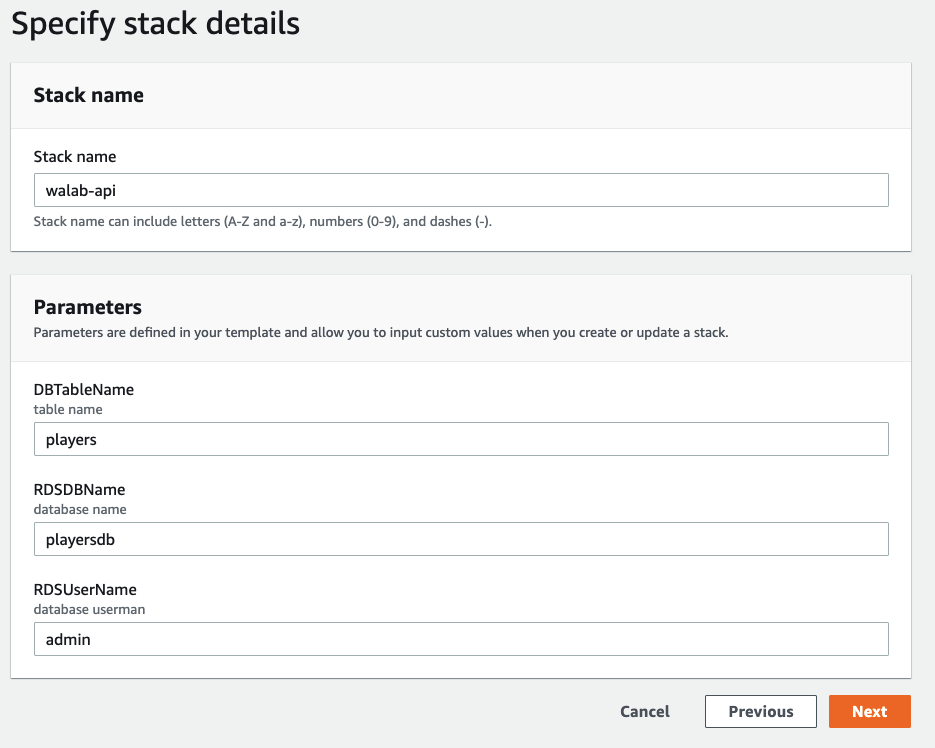 Specify stack details
Stack name
Stack name
walab-api
Stack name can include letters (A-Z and a-z), numbers (0-9), and dashes (-).
Parameters
Parameters are defined in your template and allow you to input custom values when you create or update a stack.
DBTableName
table name
players
RDSDBName
database name
playersdb
RDSUserName
database userman
admin
Cancel Previous Next